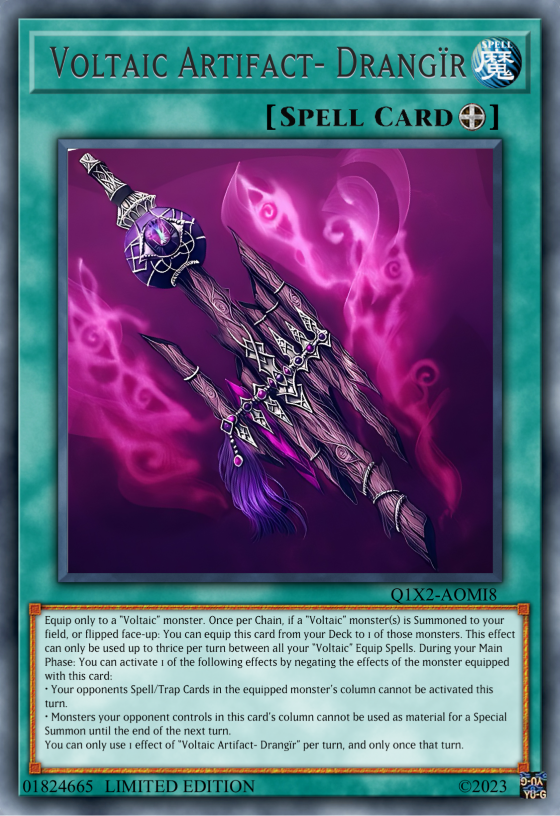 Voltaic Artifact- Drangïr
SPELL
魔
[Spell Card]
Q1X2-AOMI8
Equip only to a "Voltaic" monster. Once per Chain, if a "Voltaic" monster(s) is Summoned to your
field, or flipped face-up: You can equip this card from your Deck to 1 of those monsters. This effect
can only be used up to thrice per turn between all your "Voltaic" Equip Spells. During your Main
Phase: You can activate 1 of the following effects by negating the effects of the monster equipped
with this card:
• Your opponents Spell/Trap Cards in the equipped monster's column cannot be activated this
turn.
• Monsters your opponent controls in this card's column cannot be used as material for a Special
Summon until the end of the next turn.
You can only use 1 effect of "Voltaic Artifact- Drangïr" per turn, and only once that turn.
01824665 LIMITED EDITION
©2023
YU-G